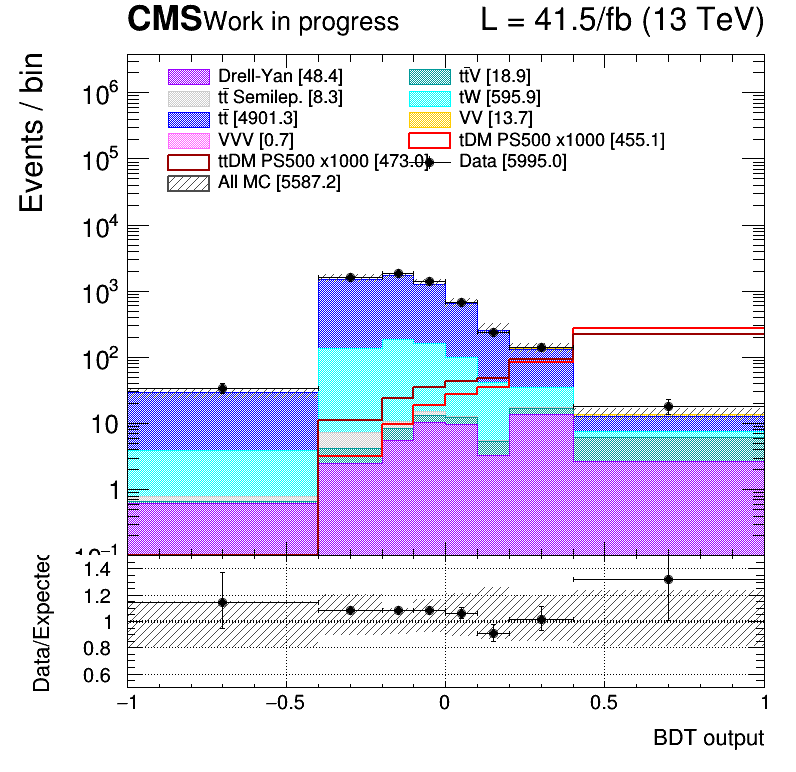 CMS Work in progress L = 41.5/fb (13 TeV)
Events / bin
Drell-Yan [48.4] tt̄V [18.9]
tt̄ Semilep. [8.3] tW [595.9]
tt̄ [4901.3] VV [13.7]
VVV [0.7] tDM PS500 x1000 [455.1]
ttDM PS500 x1000 [473.0] Data [5995.0]
All MC [5587.2]
10⁶
10⁵
10⁴
10³
10²
10
1
10⁻¹
Data/Expected
1.4
1.2
1
0.8
0.6
−1 −0.5 0 0.5 1
BDT output